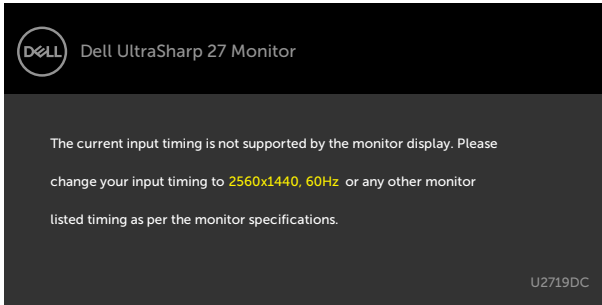 DELL
Dell UltraSharp 27 Monitor
The current input timing is not supported by the monitor display. Please
change your input timing to 2560x1440, 60Hz or any other monitor
listed timing as per the monitor specifications.
U2719DC